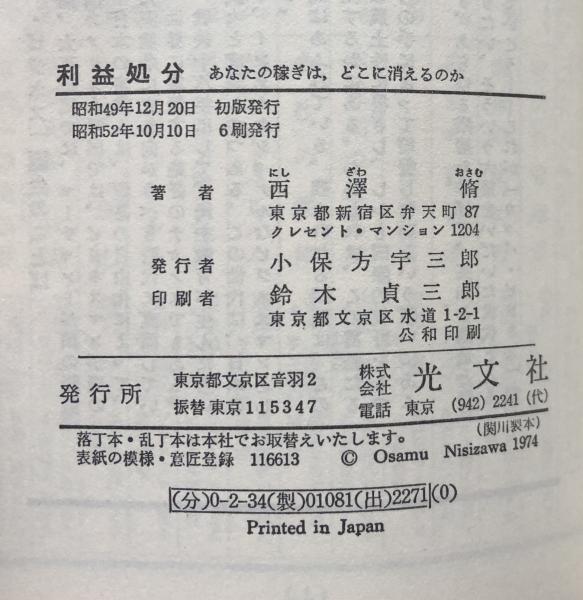 利益処分 あなたの稼ぎは，どこに消えるのか
昭和49年12月20日 初版発行
昭和52年10月10日 6刷発行
にし ざわ おさむ
著者 西澤脩
東京都新宿区弁天町87
クレセント・マンション1204
発行者 小保方宇三郎
印刷者 鈴木貞三郎
東京都文京区水道1-2-1
公和印刷
発行所 東京都文京区音羽2 株式会社 光文社
振替 東京115347 電話 東京 (942) 2241 (代)
落丁本・乱丁本は本社でお取替えいたします。 (関川製本)
表紙の模様・意匠登録 116613 © Osamu Nisizawa 1974
(分)0-2-34(製)01081(出)2271(0)
Printed in Japan